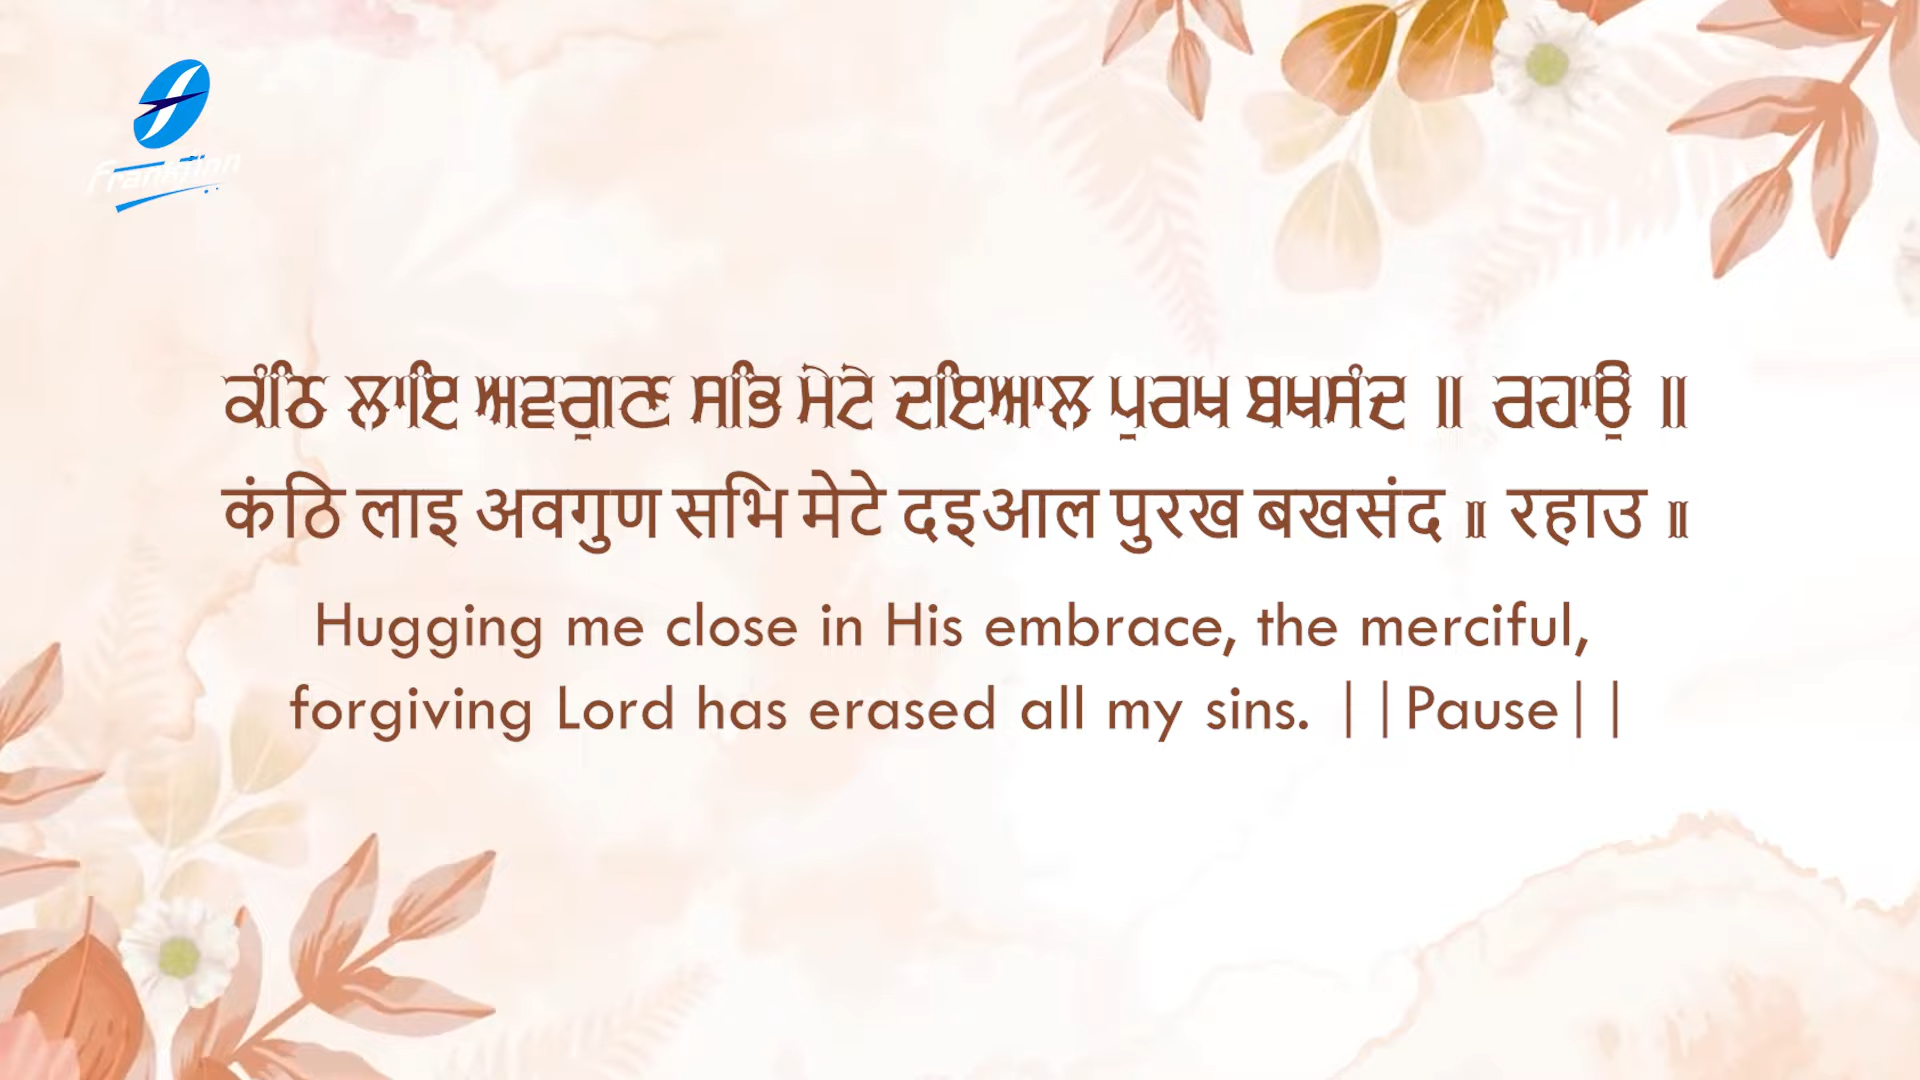 Frankfinn
ਕੰਠਿ ਲਾਇ ਅਵਗੁਣ ਸਭਿ ਮੇਟੇ ਦਇਆਲ ਪੁਰਖ ਬਖਸੰਦ ॥ ਰਹਾਉ ॥
कंठि लाइ अवगुण सभि मेटे दइआल पुरख बखसंद ॥ रहाउ ॥
Hugging me close in His embrace, the merciful,
forgiving Lord has erased all my sins. ||Pause||